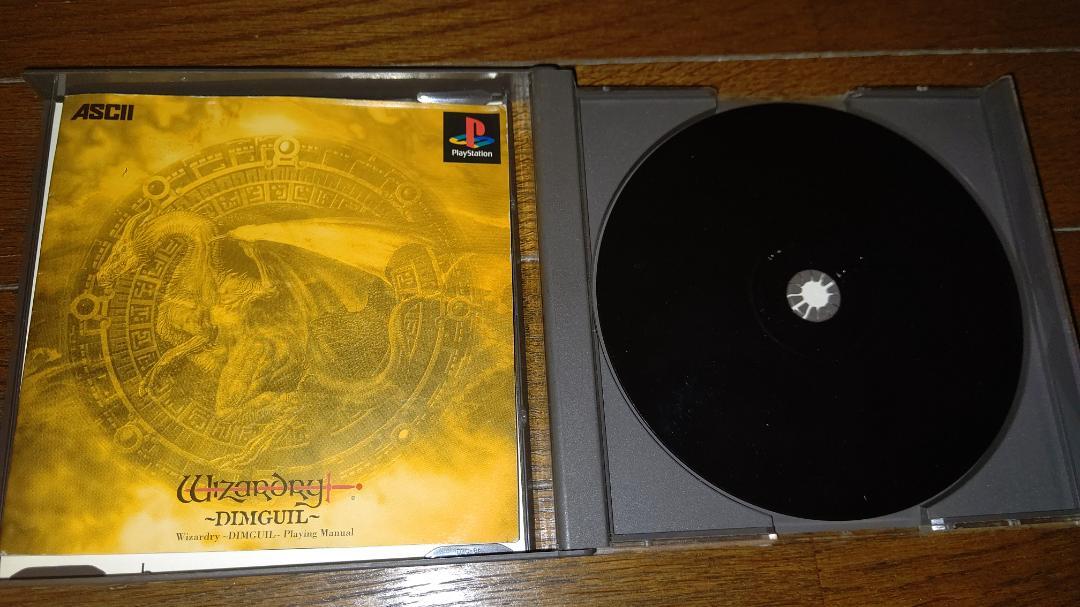 ASCII
PlayStation
Wizardry
~DIMGUIL~
Wizardry ~DIMGUIL~ Playing Manual